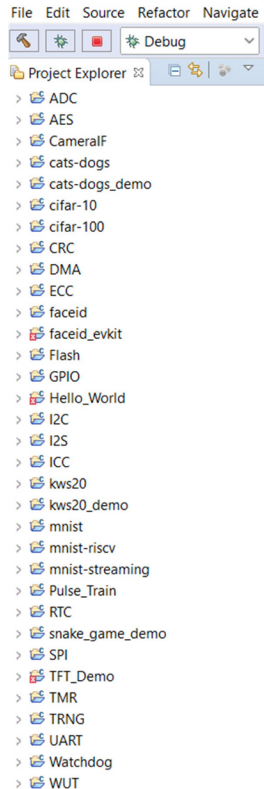 File Edit Source Refactor Navigate
Debug
Project Explorer
ADC
AES
CameraIF
cats-dogs
cats-dogs_demo
cifar-10
cifar-100
CRC
DMA
ECC
faceid
faceid_evkit
Flash
GPIO
Hello_World
I2C
I2S
ICC
kws20
kws20_demo
mnist
mnist-riscv
mnist-streaming
Pulse_Train
RTC
snake_game_demo
SPI
TFT_Demo
TMR
TRNG
UART
Watchdog
WUT